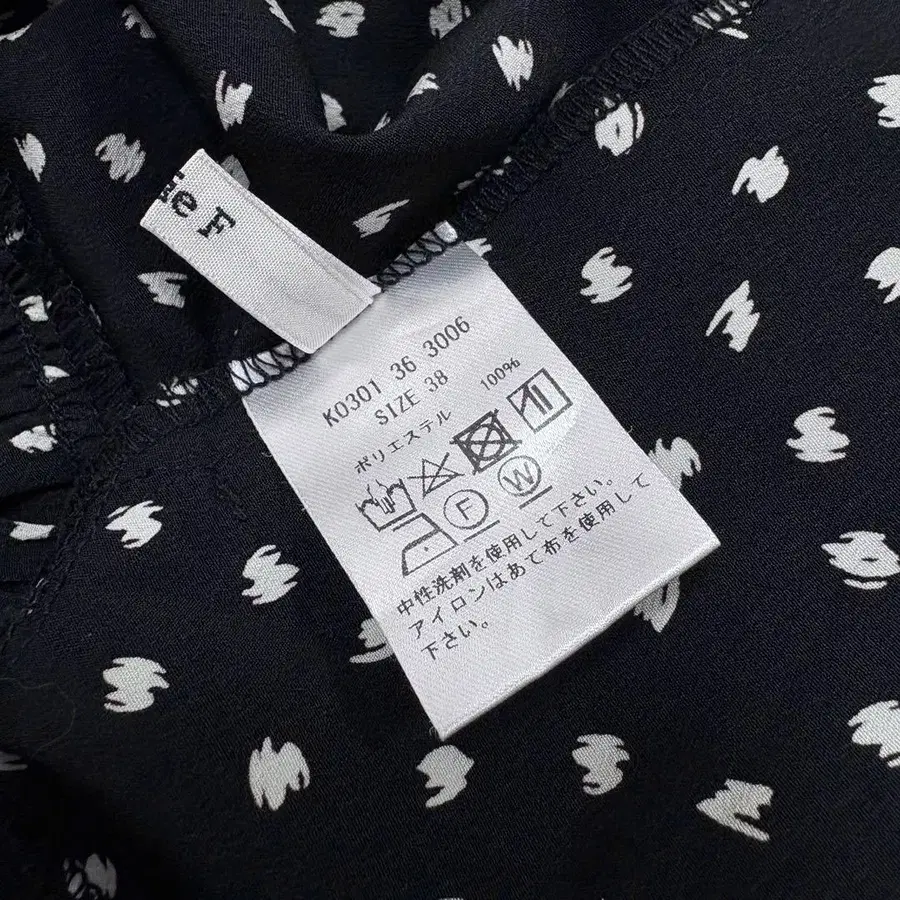 de F
K0301 36 3006
SIZE 38
ポリエステル 100%
F W
中性洗剤を使用して下さい。
アイロンはあて布を使用して
下さい。